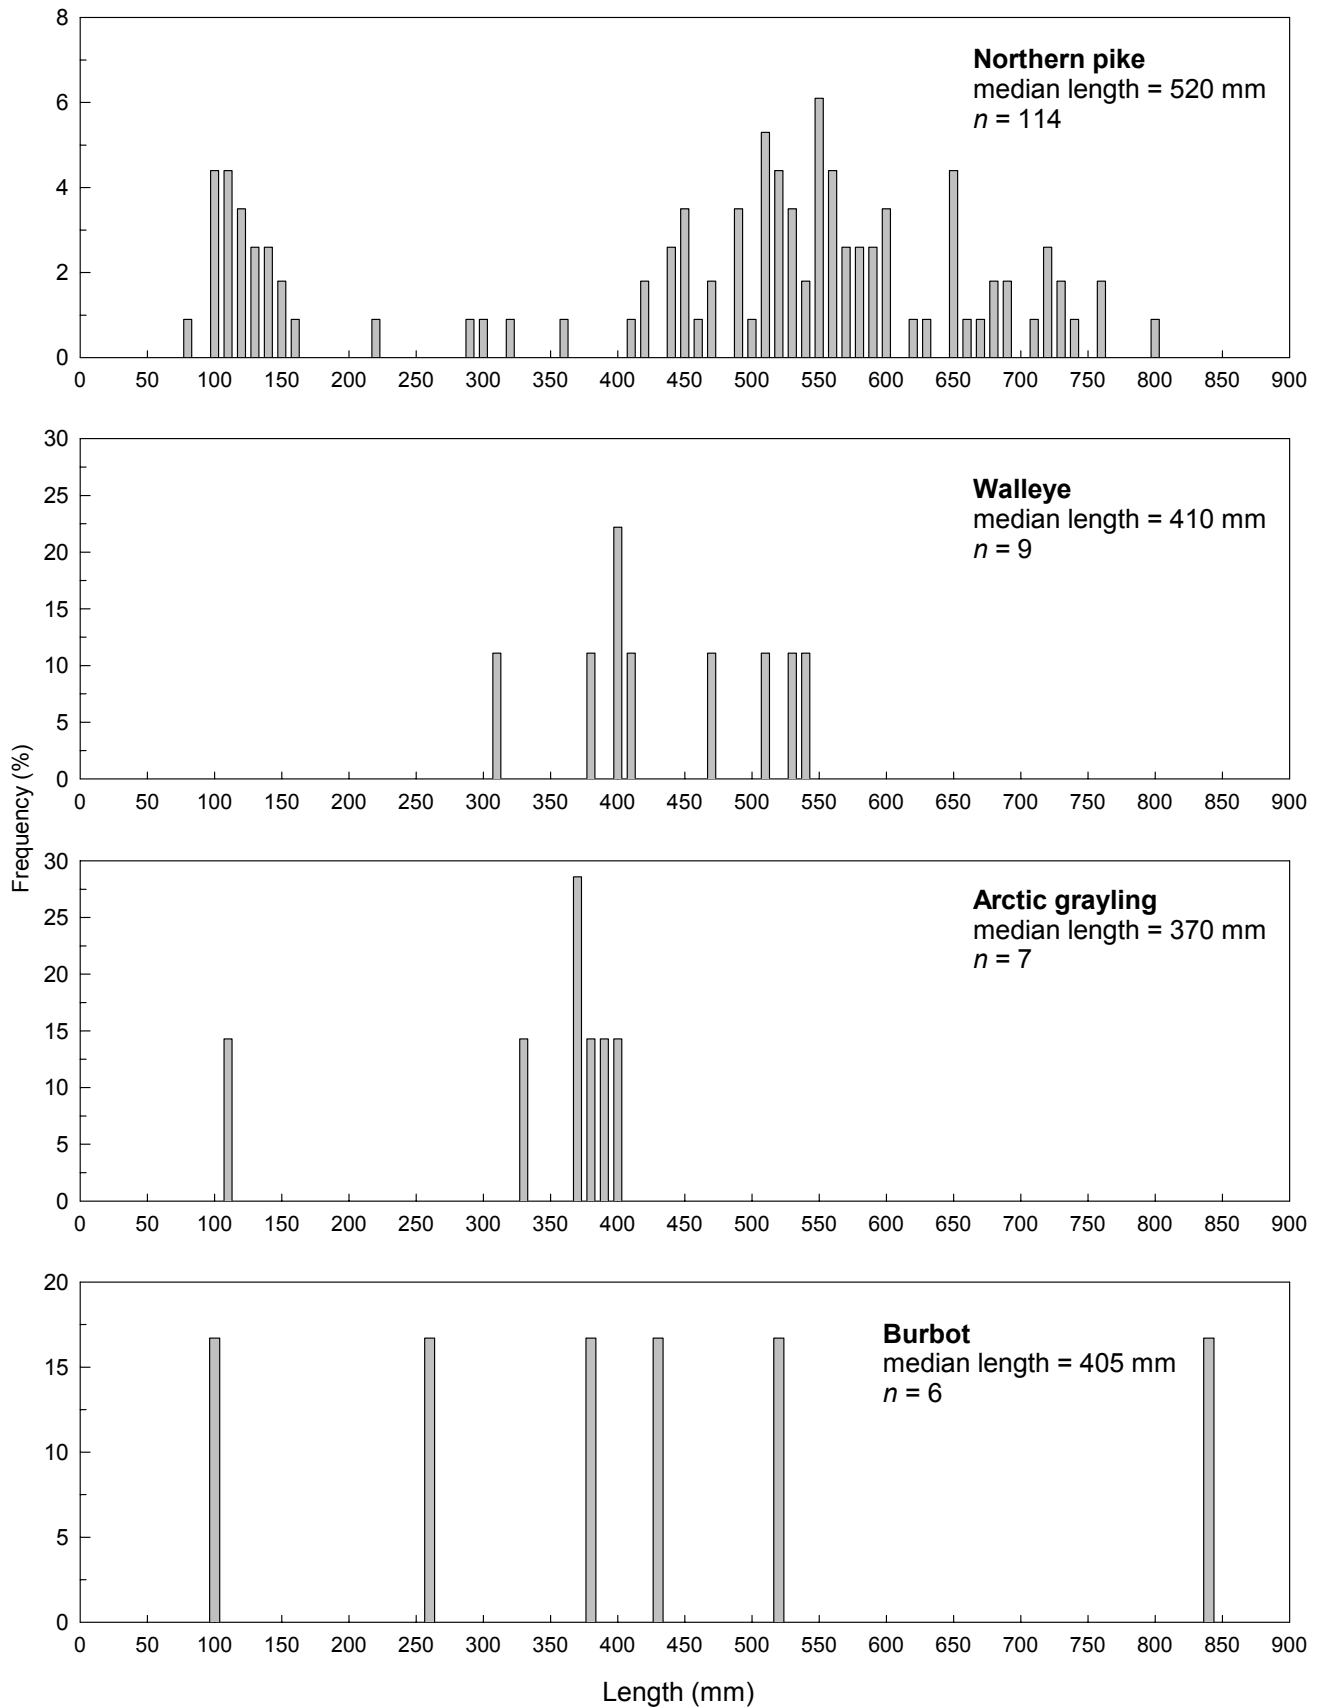 8
6
4
2
0
Northern pike
median length = 520 mm
n = 114
0 50 100 150 200 250 300 350 400 450 500 550 600 650 700 750 800 850 900
30
25
20
15
10
5
0
Walleye
median length = 410 mm
n = 9
0 50 100 150 200 250 300 350 400 450 500 550 600 650 700 750 800 850 900
Frequency (%)
30
25
20
15
10
5
0
Arctic grayling
median length = 370 mm
n = 7
0 50 100 150 200 250 300 350 400 450 500 550 600 650 700 750 800 850 900
20
15
10
5
0
Burbot
median length = 405 mm
n = 6
0 50 100 150 200 250 300 350 400 450 500 550 600 650 700 750 800 850 900
Length (mm)